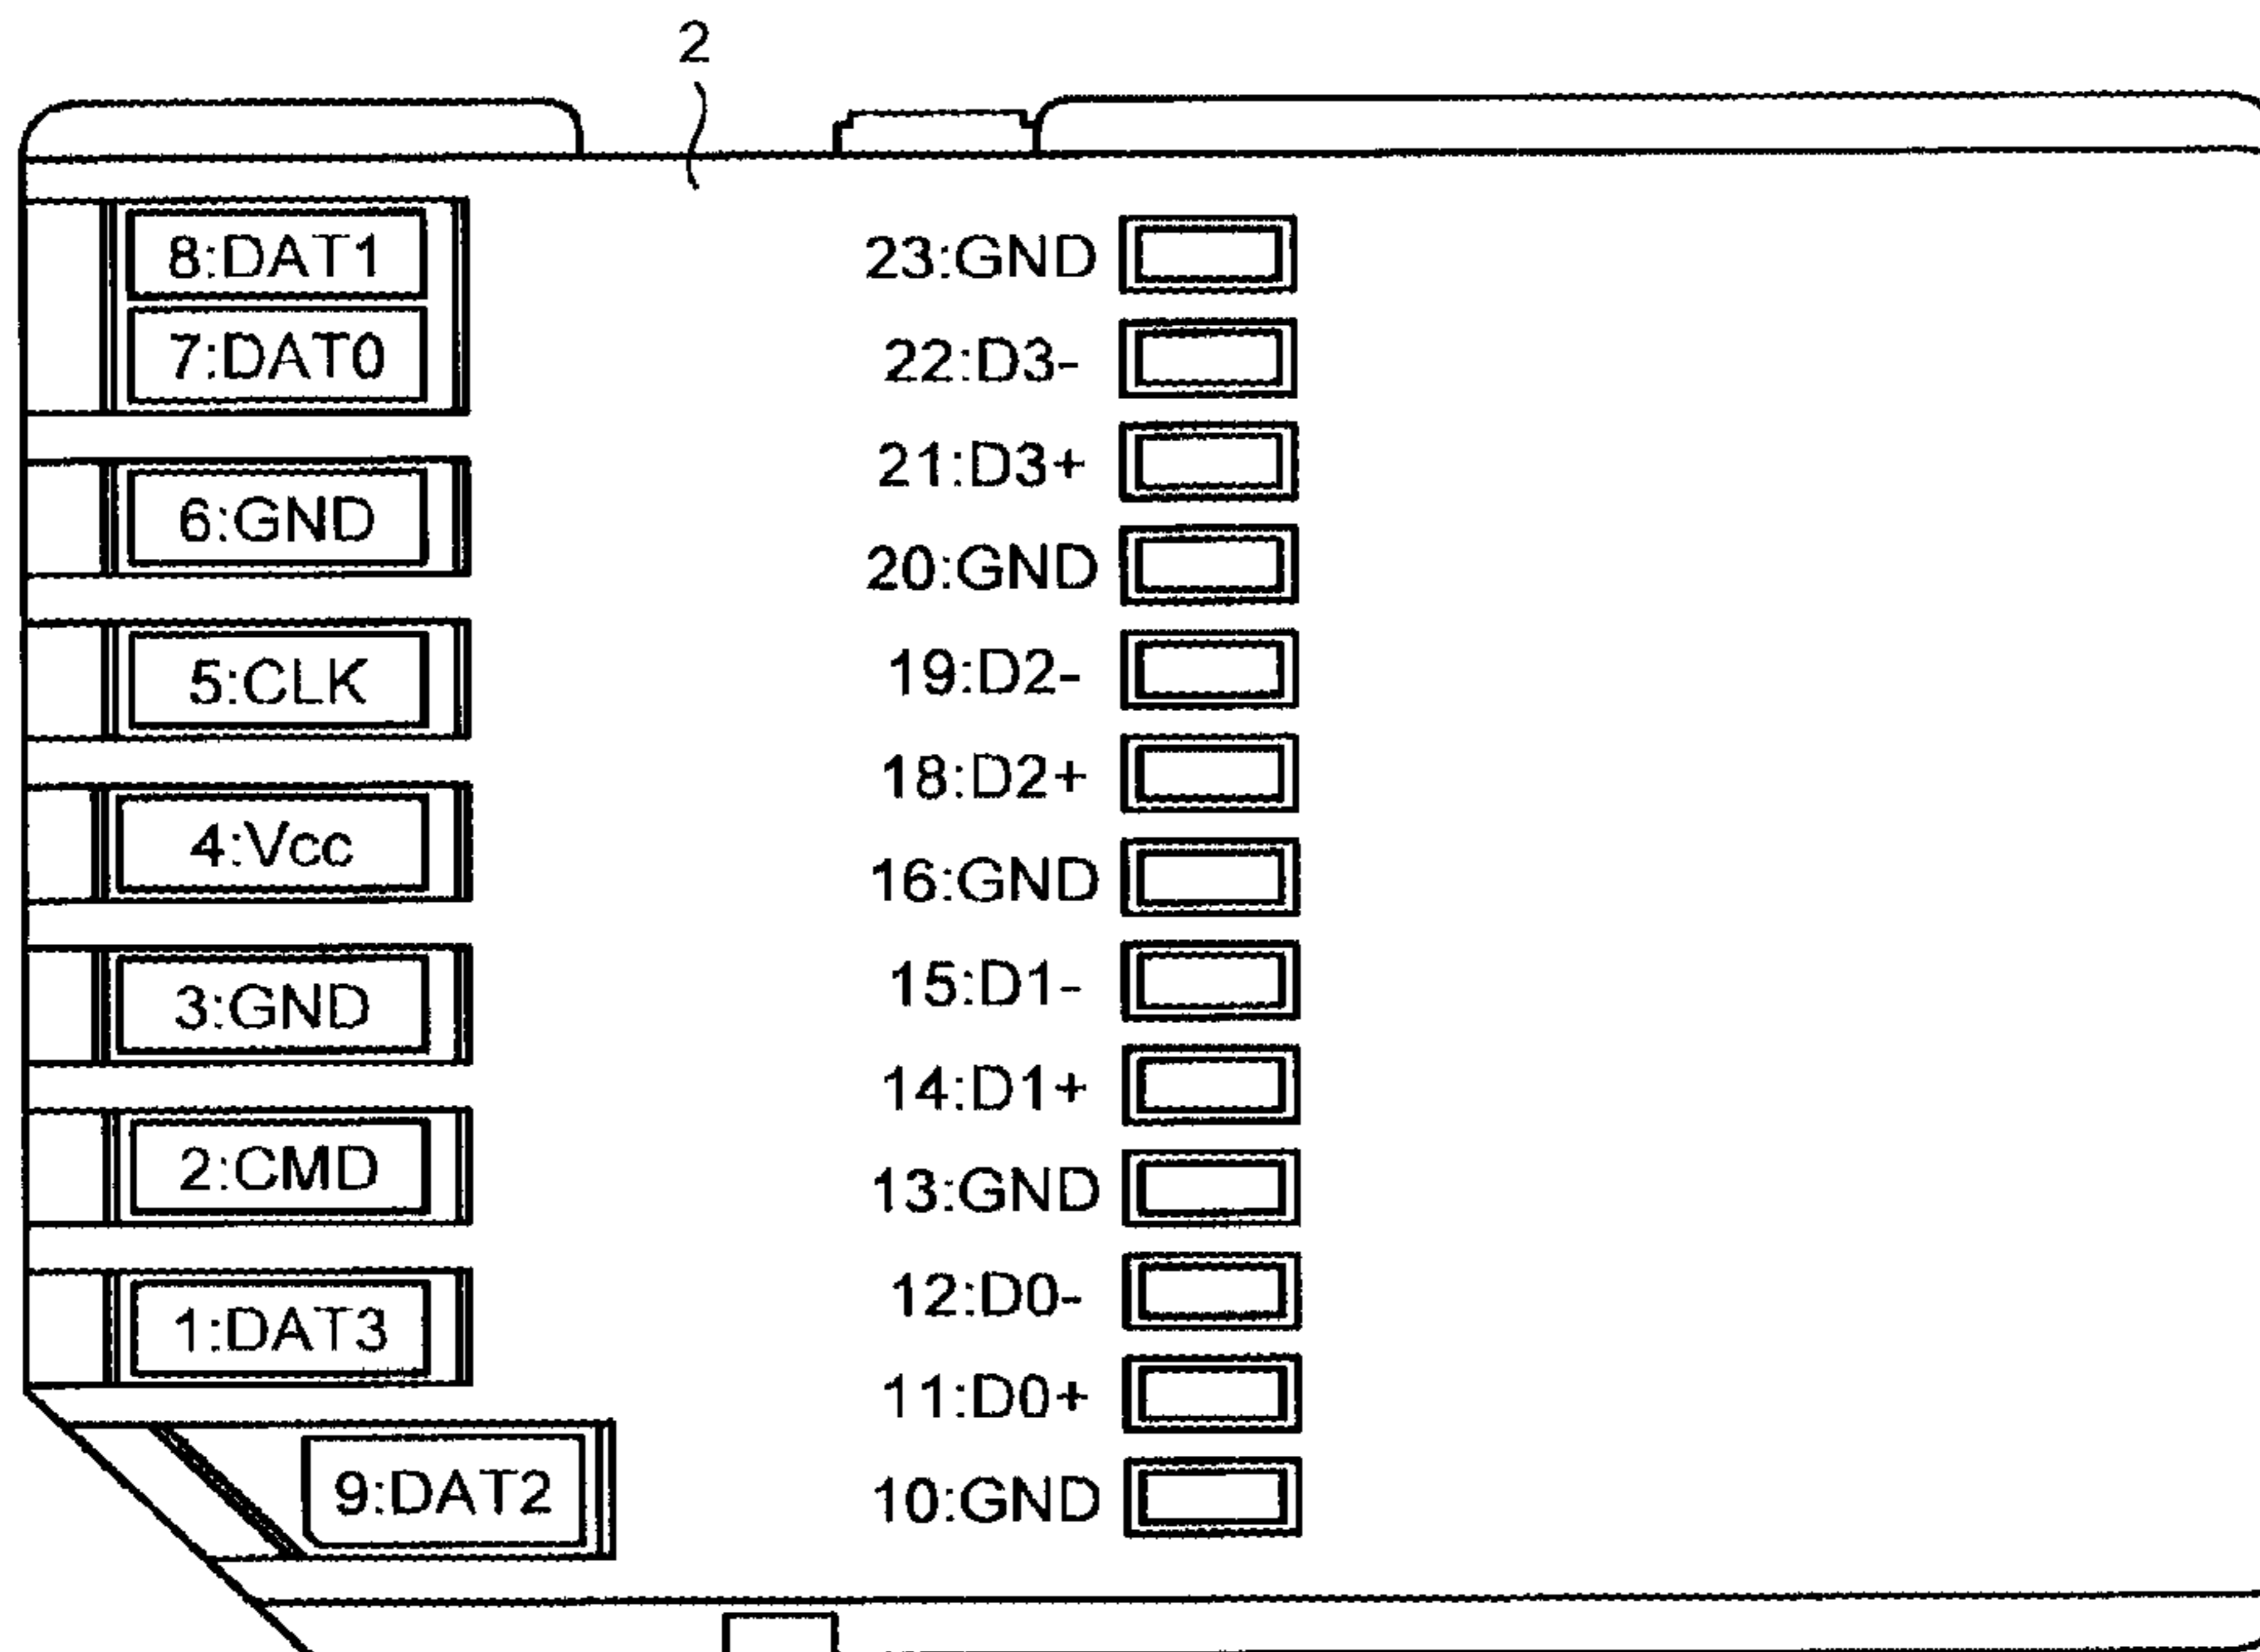 2
8:DAT1
7:DAT0
6:GND
5:CLK
4:Vcc
3:GND
2:CMD
1:DAT3
9:DAT2
23:GND
22:D3-
21:D3+
20:GND
19:D2-
18:D2+
16:GND
15:D1-
14:D1+
13:GND
12:D0-
11:D0+
10:GND